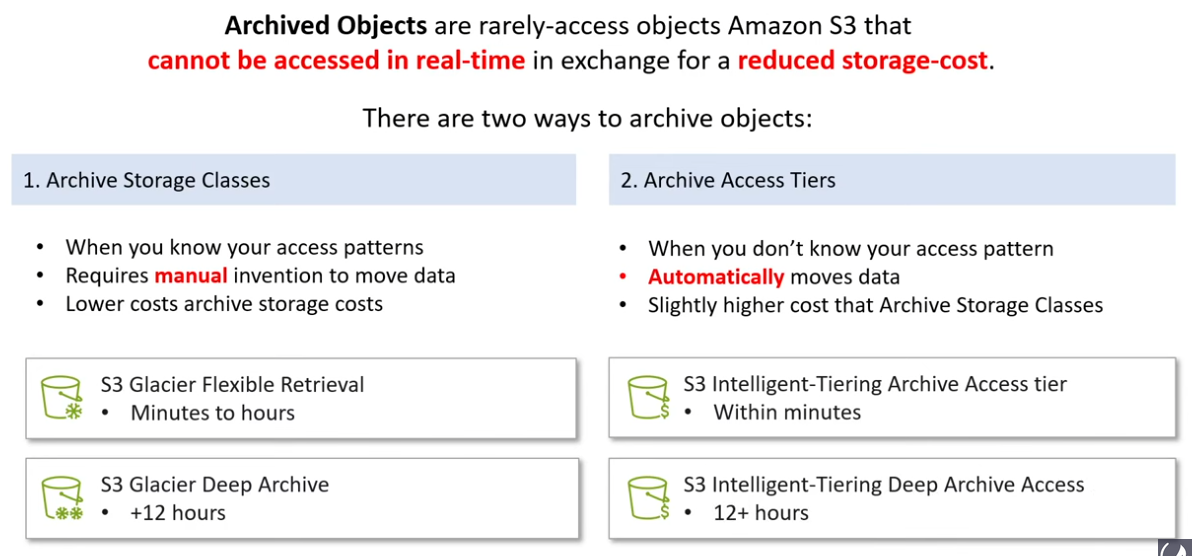 Archived Objects are rarely-access objects Amazon S3 that
cannot be accessed in real-time in exchange for a reduced storage-cost.
There are two ways to archive objects:
1. Archive Storage Classes
• When you know your access patterns
• Requires manual invention to move data
• Lower costs archive storage costs
S3 Glacier Flexible Retrieval
• Minutes to hours
S3 Glacier Deep Archive
• +12 hours
2. Archive Access Tiers
• When you don’t know your access pattern
• Automatically moves data
• Slightly higher cost that Archive Storage Classes
S3 Intelligent-Tiering Archive Access tier
• Within minutes
S3 Intelligent-Tiering Deep Archive Access
• 12+ hours